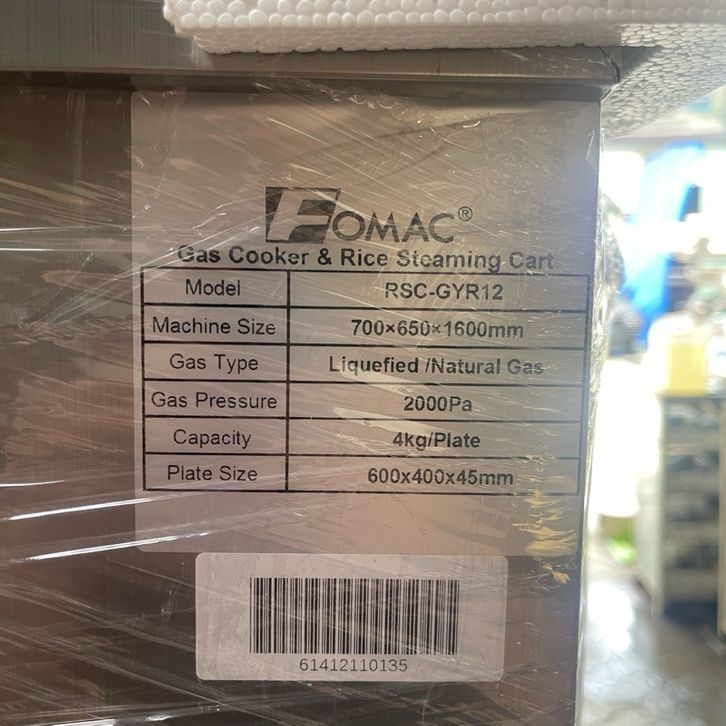 FOMAC®
Gas Cooker & Rice Steaming Cart
Model RSC-GYR12
Machine Size 700×650×1600mm
Gas Type Liquefied /Natural Gas
Gas Pressure 2000Pa
Capacity 4kg/Plate
Plate Size 600x400x45mm
61412110135